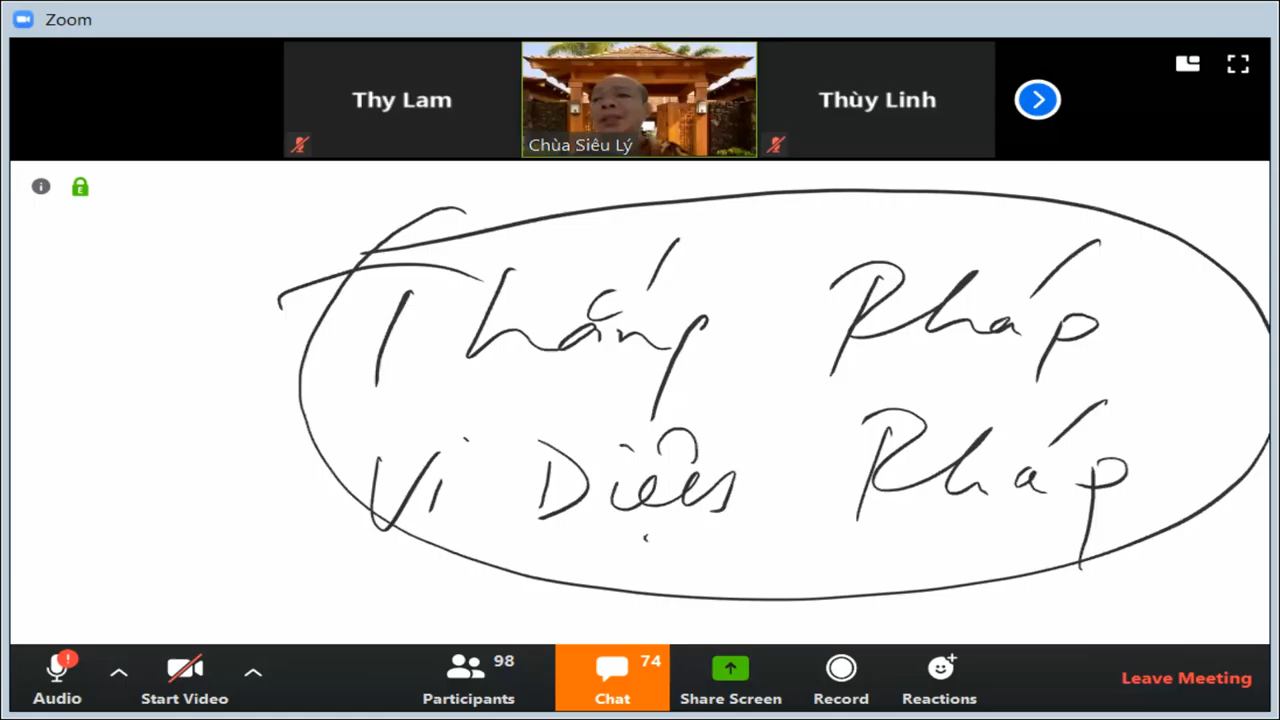 Zoom
Thy Lam
Chùa Siêu Lý
Thùy Linh
Thắng Pháp
Vi Diệu Pháp
98
74
Audio
Start Video
Participants
Chat
Share Screen
Record
Reactions
Leave Meeting